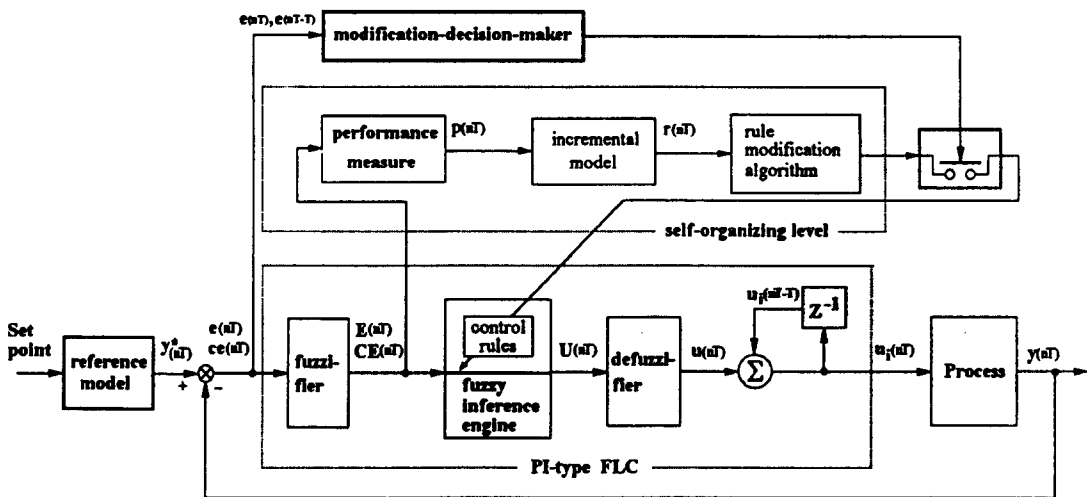 e(nT), e(nT-T)
modification-decision-maker
performance
measure
p(nT)
incremental
model
r(nT)
rule
modification
algorithm
self-organizing level
Set
point
reference
model
y*(nT)
+
-
e(nT)
ce(nT)
fuzzi-
fier
E(nT)
CE(nT)
control
rules
fuzzy
inference
engine
U(nT)
defuzzi-
fier
u(nT)
Σ
u_i(nT-T)
Z^-1
u_i(nT)
Process
y(nT)
PI-type FLC